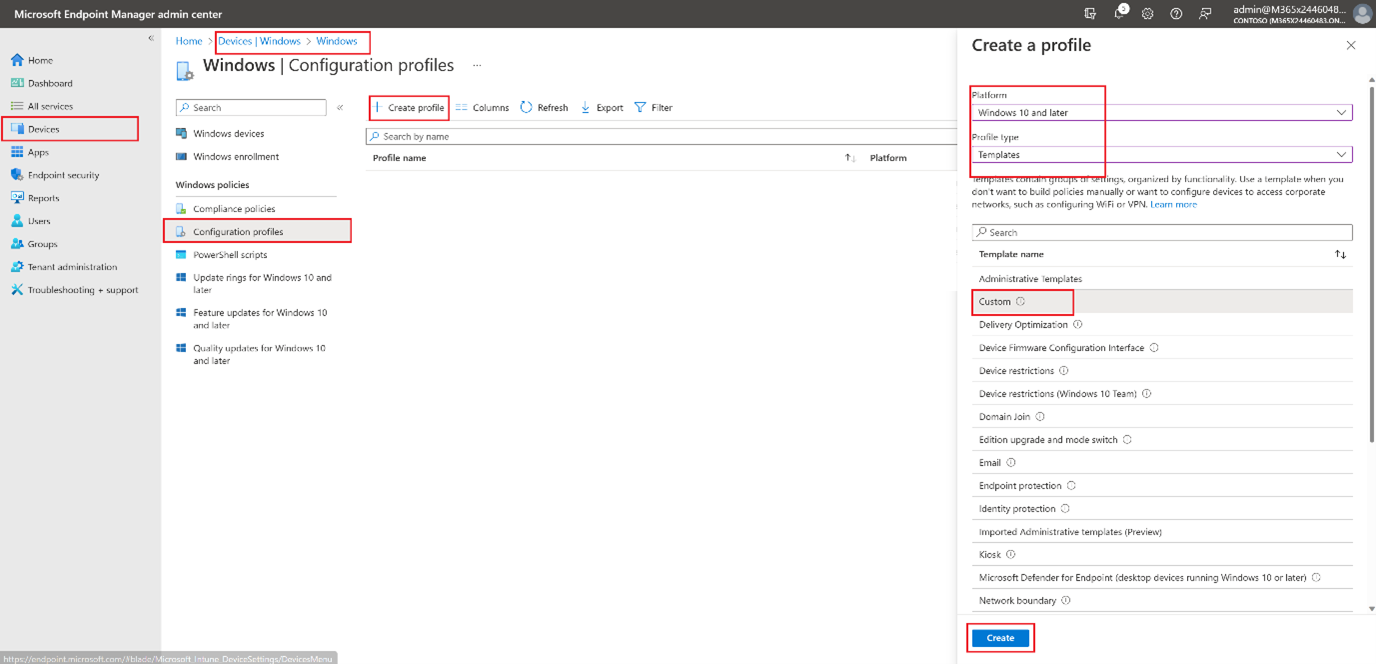 Microsoft Endpoint Manager admin center
5
admin@M365x2446048...
CONTOSO (M365X24460483.ON...
Home
Dashboard
All services
Devices
Apps
Endpoint security
Reports
Users
Groups
Tenant administration
Troubleshooting + support
Home > Devices | Windows > Windows
Windows | Configuration profiles ...
Search
Windows devices
Windows enrollment
Windows policies
Compliance policies
Configuration profiles
PowerShell scripts
Update rings for Windows 10 and
later
Feature updates for Windows 10
and later
Quality updates for Windows 10
and later
Create profile Columns Refresh Export Filter
Search by name
Profile name Platform
Create a profile
Platform
Windows 10 and later
Profile type
Templates
Templates contain groups of settings, organized by functionality. Use a template when you
don't want to build policies manually or want to configure devices to access corporate
networks, such as configuring WiFi or VPN. Learn more
Search
Template name
Administrative Templates
Custom
Delivery Optimization
Device Firmware Configuration Interface
Device restrictions
Device restrictions (Windows 10 Team)
Domain Join
Edition upgrade and mode switch
Email
Endpoint protection
Identity protection
Imported Administrative templates (Preview)
Kiosk
Microsoft Defender for Endpoint (desktop devices running Windows 10 or later)
Network boundary
Create
https://endpoint.microsoft.com/#blade/Microsoft_Intune_DeviceSettings/DevicesMenu